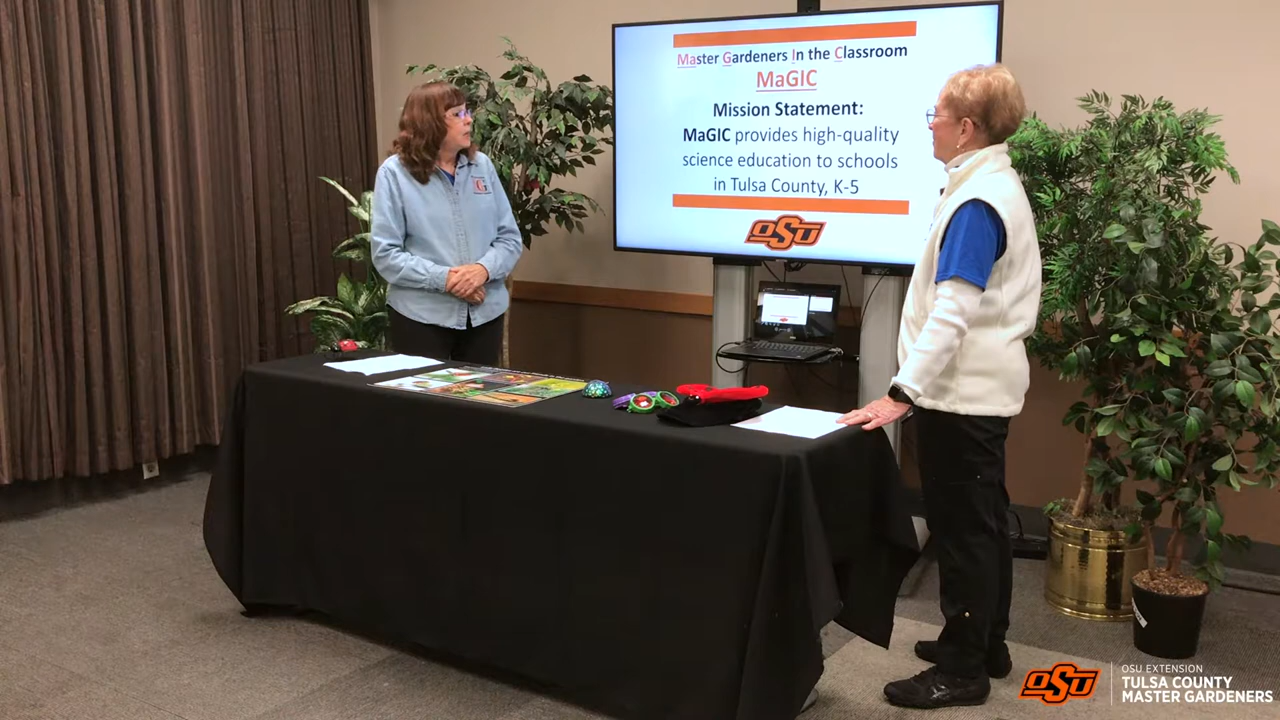 Master Gardeners In the Classroom
MaGIC
Mission Statement:
MaGIC provides high-quality
science education to schools
in Tulsa County, K-5
OSU
OSU
OSU EXTENSION
TULSA COUNTY
MASTER GARDENERS